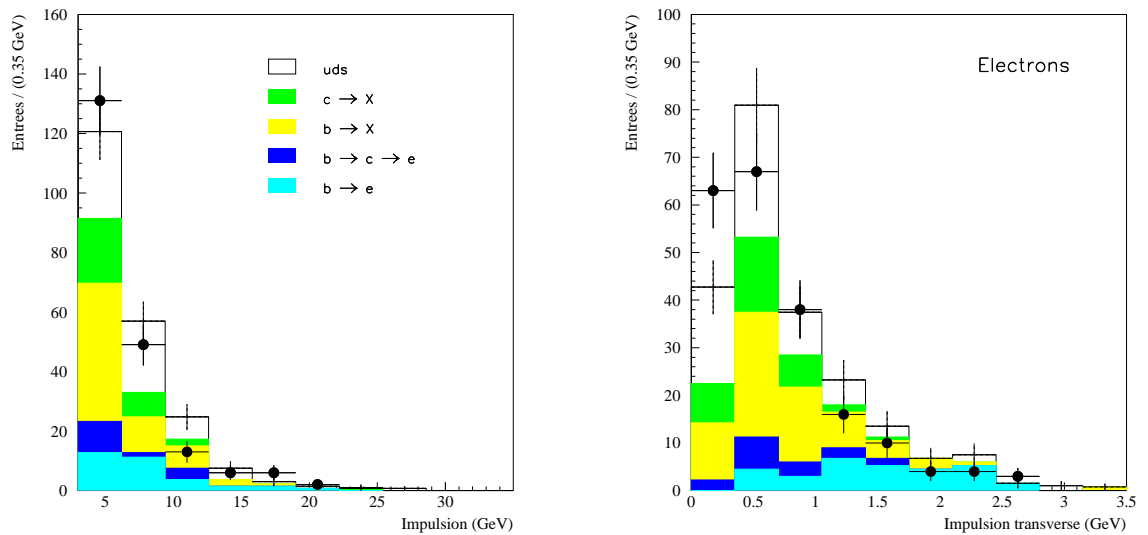 Entrees / (0.35 GeV)
160
140
120
100
80
60
40
20
0
uds
c → X
b → X
b → c → e
b → e
5 10 15 20 25 30
Impulsion (GeV)
Entrees / (0.35 GeV)
100
90
80
70
60
50
40
30
20
10
0
Electrons
0 0.5 1 1.5 2 2.5 3 3.5
Impulsion transverse (GeV)